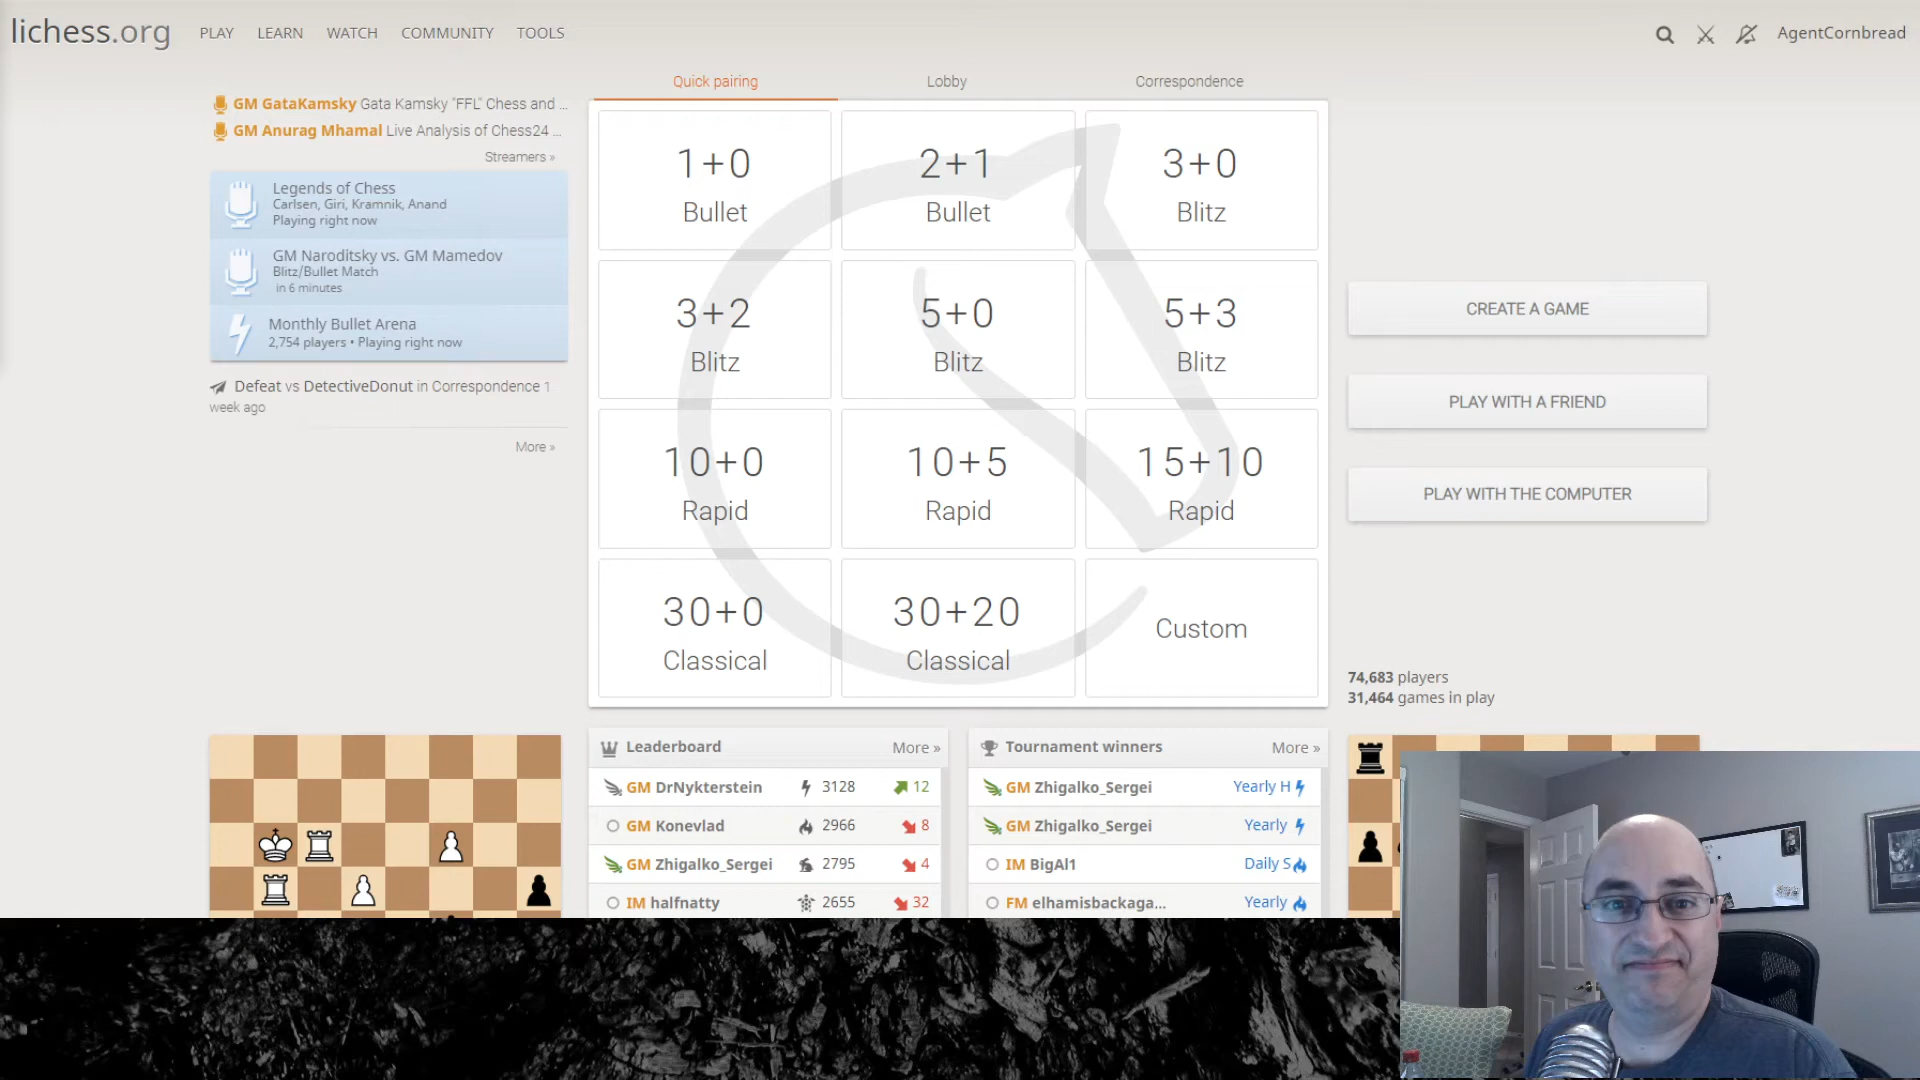 lichess.org PLAY LEARN WATCH COMMUNITY TOOLS AgentCornbread
GM GataKamsky Gata Kamsky "FFL" Chess and ...
GM Anurag Mhamal Live Analysis of Chess24 ...
Streamers »
Legends of Chess
Carlsen, Giri, Kramnik, Anand
Playing right now
GM Naroditsky vs. GM Mamedov
Blitz/Bullet Match
in 6 minutes
Monthly Bullet Arena
2,754 players • Playing right now
Defeat vs DetectiveDonut in Correspondence 1
week ago
More »
Quick pairing Lobby Correspondence
1+0 2+1 3+0
Bullet Bullet Blitz
3+2 5+0 5+3
Blitz Blitz Blitz
10+0 10+5 15+10
Rapid Rapid Rapid
30+0 30+20 Custom
Classical Classical
CREATE A GAME
PLAY WITH A FRIEND
PLAY WITH THE COMPUTER
74,683 players
31,464 games in play
Leaderboard More »
GM DrNykterstein 3128 12
GM Konevlad 2966 8
GM Zhigalko_Sergei 2795 4
IM halfnatty 2655 32
Tournament winners More »
GM Zhigalko_Sergei Yearly H
GM Zhigalko_Sergei Yearly
IM BigAl1 Daily S
FM elhamisbackaga... Yearly